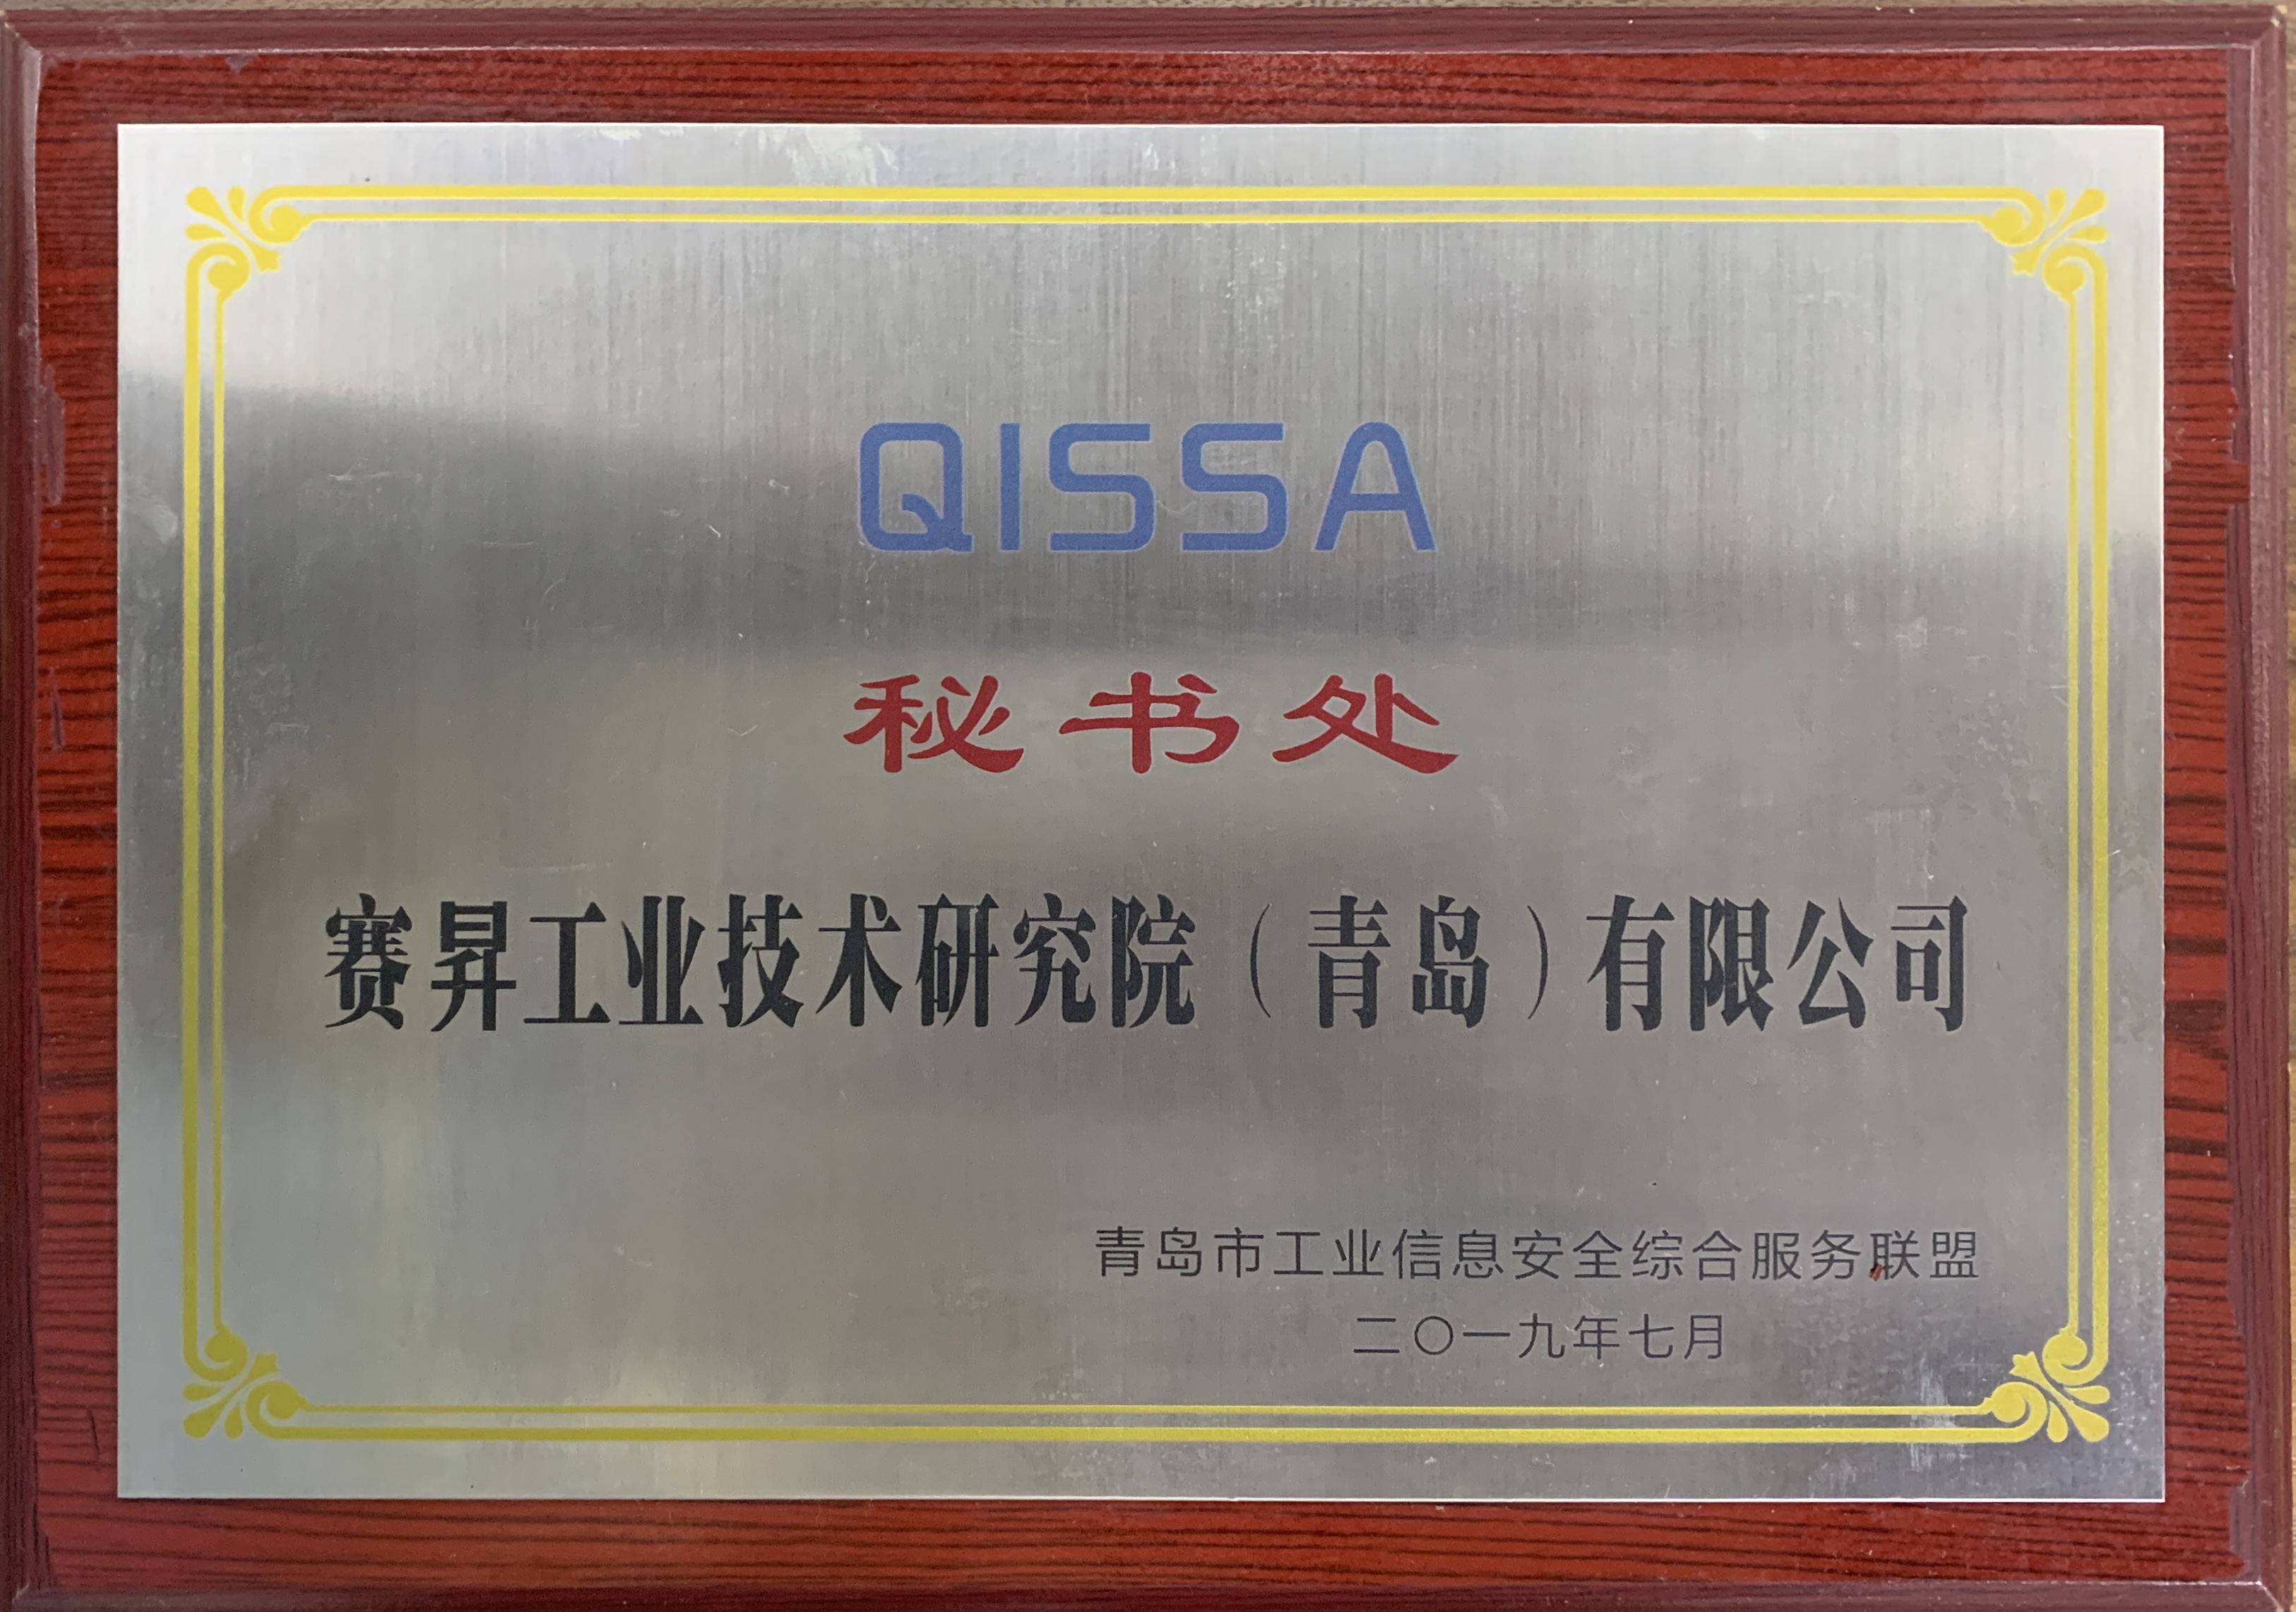 QISSA
秘书处
赛昇工业技术研究院（青岛）有限公司
青岛市工业信息安全综合服务联盟
二〇一九年七月